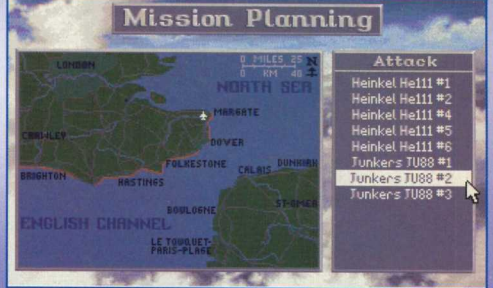 Mission Planning
LONDON
0 MILES 25 N
0 KM 40
NORTH SEA
MARGATE
CRAWLEY
DOVER
FOLKESTONE
CALAIS DUNKIRK
BRIGHTON
HASTINGS
ST-OMER
BOULOGNE
ENGLISH CHANNEL
LE TOUQUET-
PARIS-PLAGE
Attack
Heinkel He111 #1
Heinkel He111 #2
Heinkel He111 #4
Heinkel He111 #5
Heinkel He111 #6
Junkers JU88 #1
Junkers JU88 #2
Junkers JU88 #3